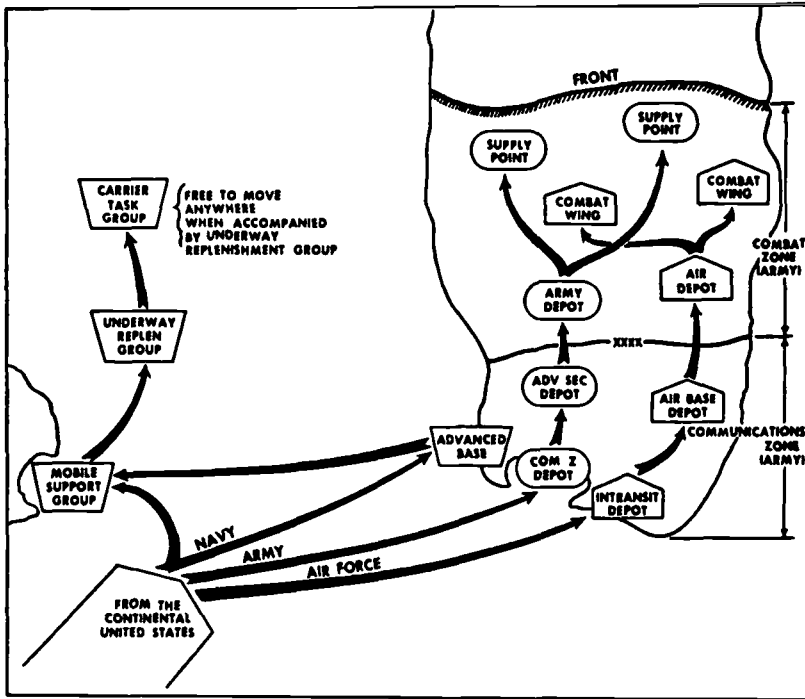 FRONT
SUPPLY
POINT
SUPPLY
POINT
CARRIER
TASK
GROUP
FREE TO MOVE
ANYWHERE
WHEN ACCOMPANIED
BY UNDERWAY
REPLENISHMENT GROUP
COMBAT
WING
COMBAT
WING
COMBAT
ZONE
(ARMY)
AIR
DEPOT
ARMY
DEPOT
UNDERWAY
REPLEN
GROUP
XXXX
ADV SEC
DEPOT
AIR BASE
DEPOT
COMMUNICATIONS
ZONE
(ARMY)
ADVANCED
BASE
COM Z
DEPOT
MOBILE
SUPPORT
GROUP
INTRANSIT
DEPOT
NAVY
ARMY
AIR FORCE
FROM THE
CONTINENTAL
UNITED STATES